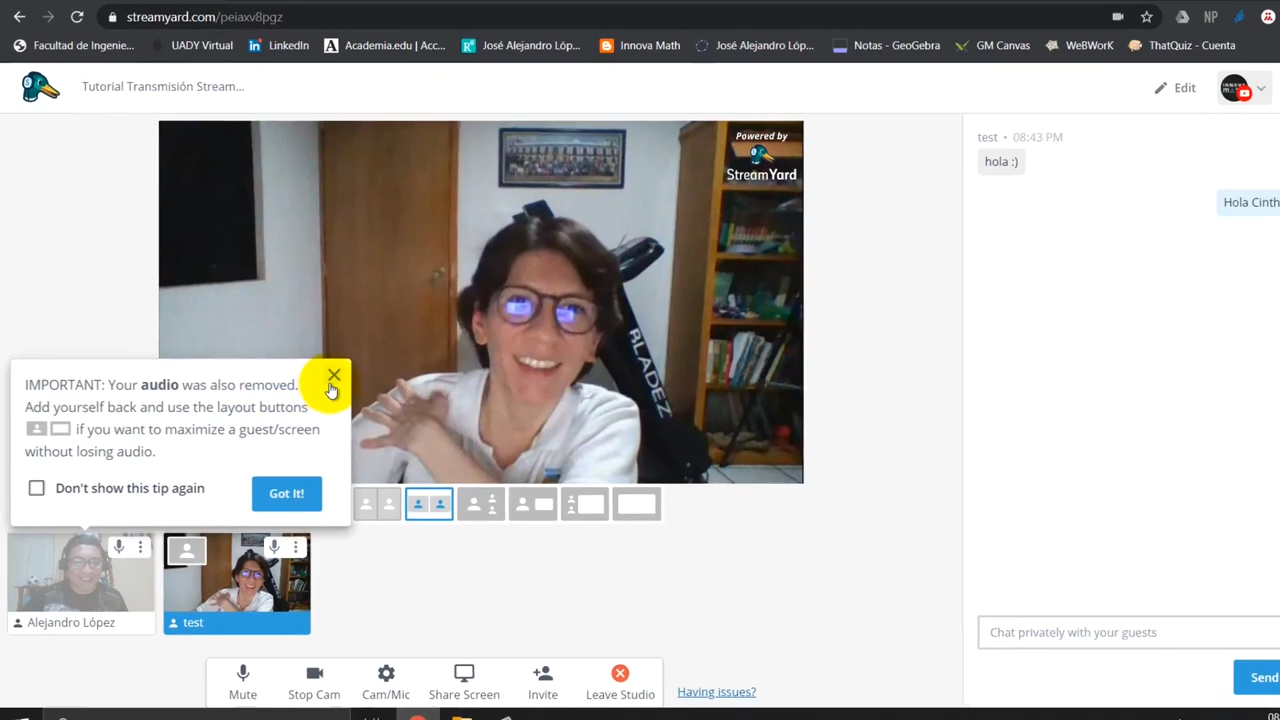 streamyard.com/peiaxv8pgz
NP
Facultad de Ingenie...
UADY Virtual
LinkedIn
Academia.edu | Acc...
José Alejandro Lóp...
Innova Math
José Alejandro Lóp...
Notas - GeoGebra
GM Canvas
WeBWorK
ThatQuiz - Cuenta
Tutorial Transmisión Stream...
Edit
Powered by
StreamYard
BLADEZ
test • 08:43 PM
hola :)
Hola Cinth
IMPORTANT: Your audio was also removed.
Add yourself back and use the layout buttons
if you want to maximize a guest/screen
without losing audio.
Don't show this tip again
Got It!
Alejandro López
test
Chat privately with your guests
Send
Mute
Stop Cam
Cam/Mic
Share Screen
Invite
Leave Studio
Having issues?